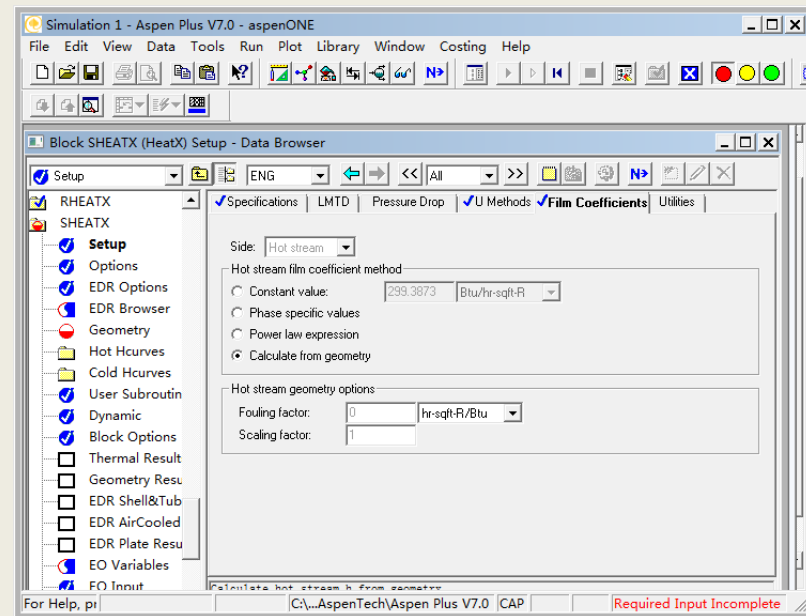 Simulation 1 - Aspen Plus V7.0 - aspenONE
File Edit View Data Tools Run Plot Library Window Costing Help
N>
Block SHEATX (HeatX) Setup - Data Browser
Setup ENG << All >> N>
RHEATX
SHEATX
Setup
Options
EDR Options
EDR Browser
Geometry
Hot Hcurves
Cold Hcurves
User Subroutin
Dynamic
Block Options
Thermal Result
Geometry Resu
EDR Shell&Tub
EDR AirCooled
EDR Plate Resu
EO Variables
EO Input
Specifications LMTD Pressure Drop U Methods Film Coefficients Utilities
Side: Hot stream
Hot stream film coefficient method
Constant value: 299.3873 Btu/hr-sqft-R
Phase specific values
Power law expression
Calculate from geometry
Hot stream geometry options
Fouling factor: 0 hr-sqft-R/Btu
Scaling factor: 1
Calculate hot stream h from geometry
For Help, pr C:\...AspenTech\Aspen Plus V7.0 CAP Required Input Incomplete